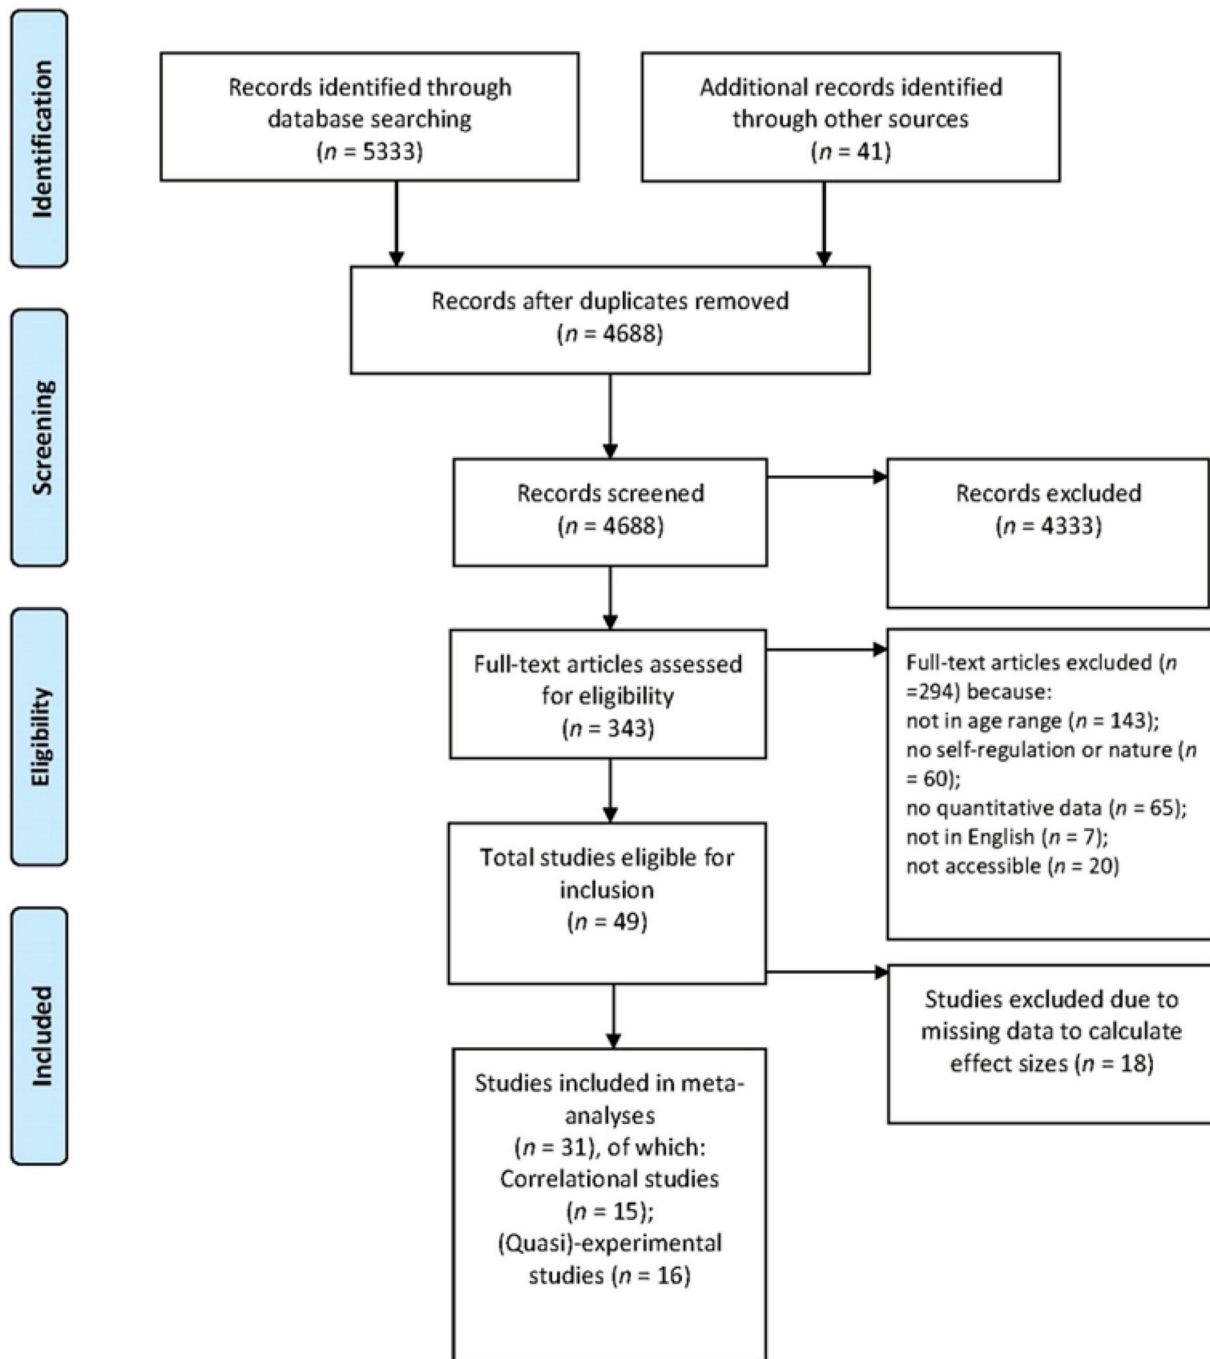 Identification
Records identified through
database searching
(n = 5333)
Additional records identified
through other sources
(n = 41)
Records after duplicates removed
(n = 4688)
Screening
Records screened
(n = 4688)
Records excluded
(n = 4333)
Eligibility
Full-text articles assessed
for eligibility
(n = 343)
Full-text articles excluded (n
=294) because:
not in age range (n = 143);
no self-regulation or nature (n
= 60);
no quantitative data (n = 65);
not in English (n = 7);
not accessible (n = 20)
Total studies eligible for
inclusion
(n = 49)
Studies excluded due to
missing data to calculate
effect sizes (n = 18)
Included
Studies included in meta-
analyses
(n = 31), of which:
Correlational studies
(n = 15);
(Quasi)-experimental
studies (n = 16)